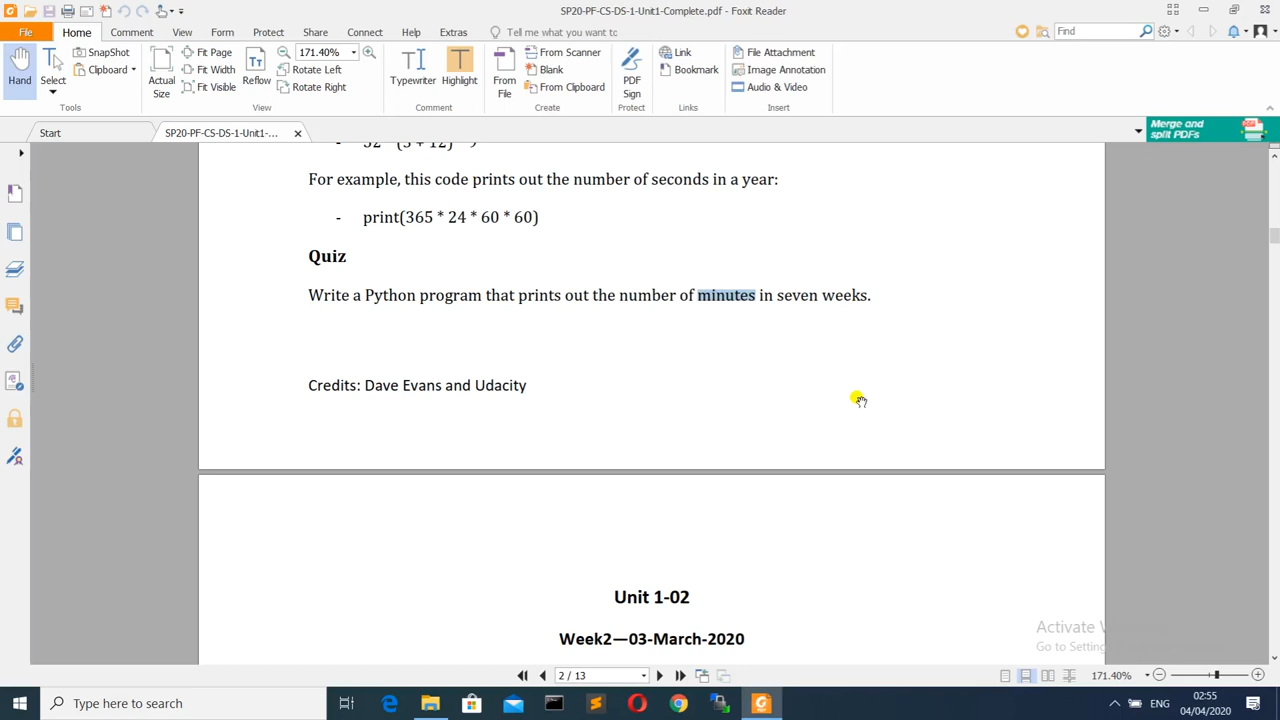 SP20-PF-CS-DS-1-Unit1-Complete.pdf - Foxit Reader
File Home Comment View Form Protect Share Connect Help Extras Tell me what you want to Find
Hand Select SnapShot Clipboard Actual Size Fit Page Fit Width Fit Visible Reflow 171.40% Rotate Left Rotate Right Typewriter Highlight From File From Scanner Blank From Clipboard PDF Sign Link Bookmark File Attachment Image Annotation Audio & Video
Tools View Comment Create Protect Links Insert
Start SP20-PF-CS-DS-1-Unit1-... Merge and split PDFs
For example, this code prints out the number of seconds in a year:
- print(365 * 24 * 60 * 60)
Quiz
Write a Python program that prints out the number of minutes in seven weeks.
Credits: Dave Evans and Udacity
Unit 1-02
Week2—03-March-2020
Activate
Go to Setting
2 / 13 171.40%
Type here to search ENG 02:55
04/04/2020